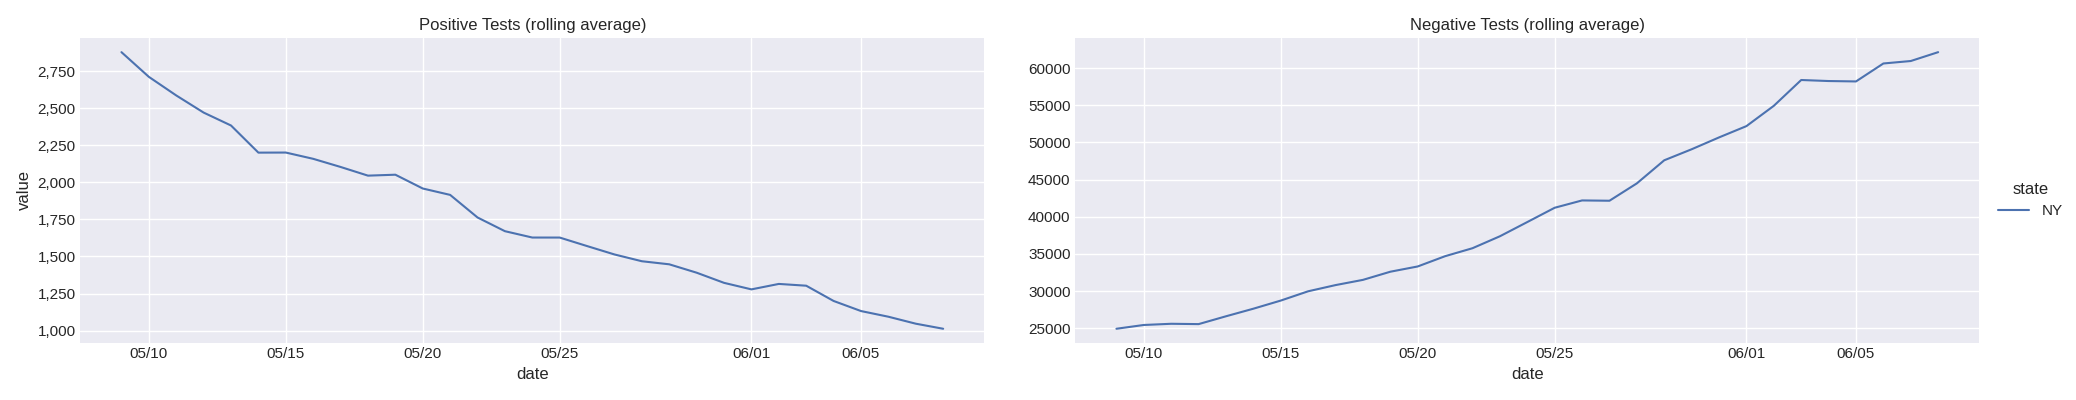 Positive Tests (rolling average)
2,750
2,500
2,250
2,000
1,750
1,500
1,250
1,000
value
05/10 05/15 05/20 05/25 06/01 06/05
date
Negative Tests (rolling average)
60000
55000
50000
45000
40000
35000
30000
25000
05/10 05/15 05/20 05/25 06/01 06/05
date
state
NY